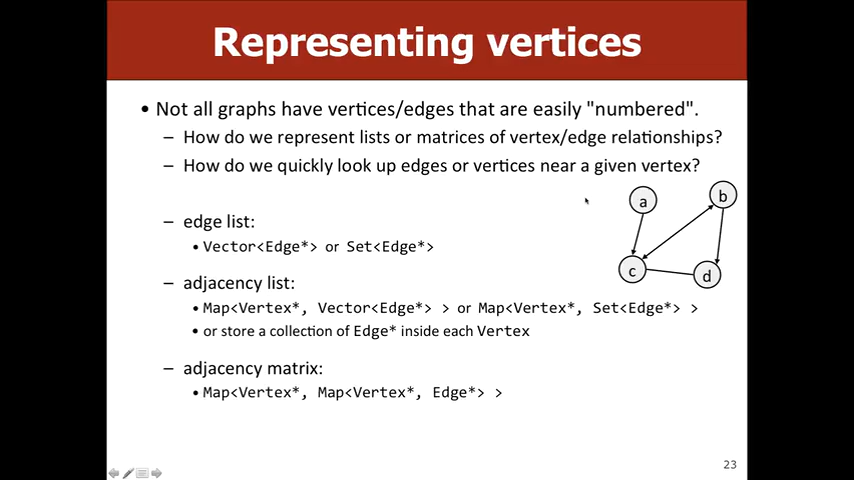 Representing vertices
• Not all graphs have vertices/edges that are easily "numbered".
– How do we represent lists or matrices of vertex/edge relationships?
– How do we quickly look up edges or vertices near a given vertex?
a
b
– edge list:
• Vector<Edge*> or Set<Edge*>
c
d
– adjacency list:
• Map<Vertex*, Vector<Edge*> > or Map<Vertex*, Set<Edge*> >
• or store a collection of Edge* inside each Vertex
– adjacency matrix:
• Map<Vertex*, Map<Vertex*, Edge*> >
23